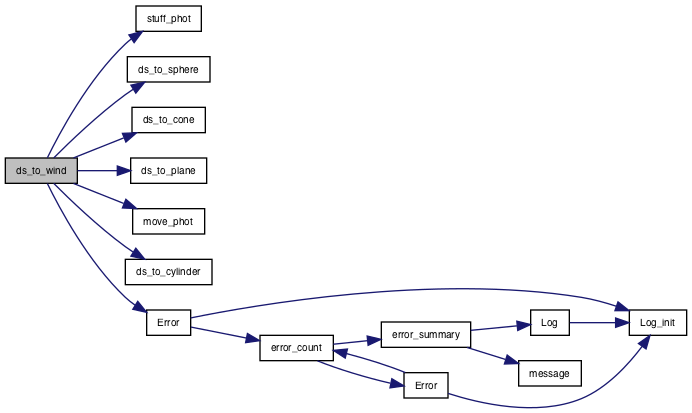 stuff_phot
ds_to_sphere
ds_to_cone
ds_to_wind
ds_to_plane
move_phot
ds_to_cylinder
Error
Log
Log_init
error_summary
error_count
message
Error